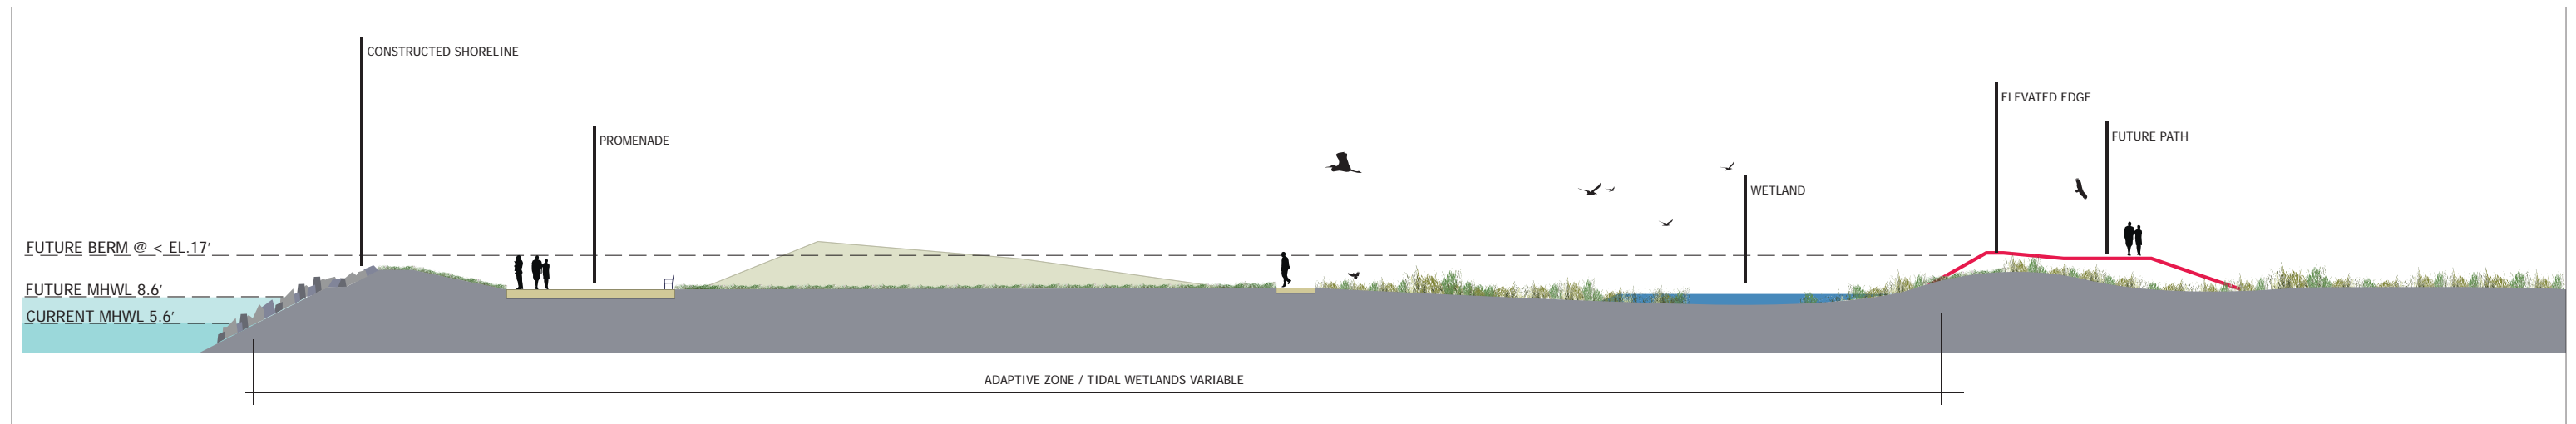 CONSTRUCTED SHORELINE
ELEVATED EDGE
PROMENADE
FUTURE PATH
WETLAND
FUTURE BERM @ < EL.17'
FUTURE MHWL 8.6'
CURRENT MHWL 5.6'
ADAPTIVE ZONE / TIDAL WETLANDS VARIABLE